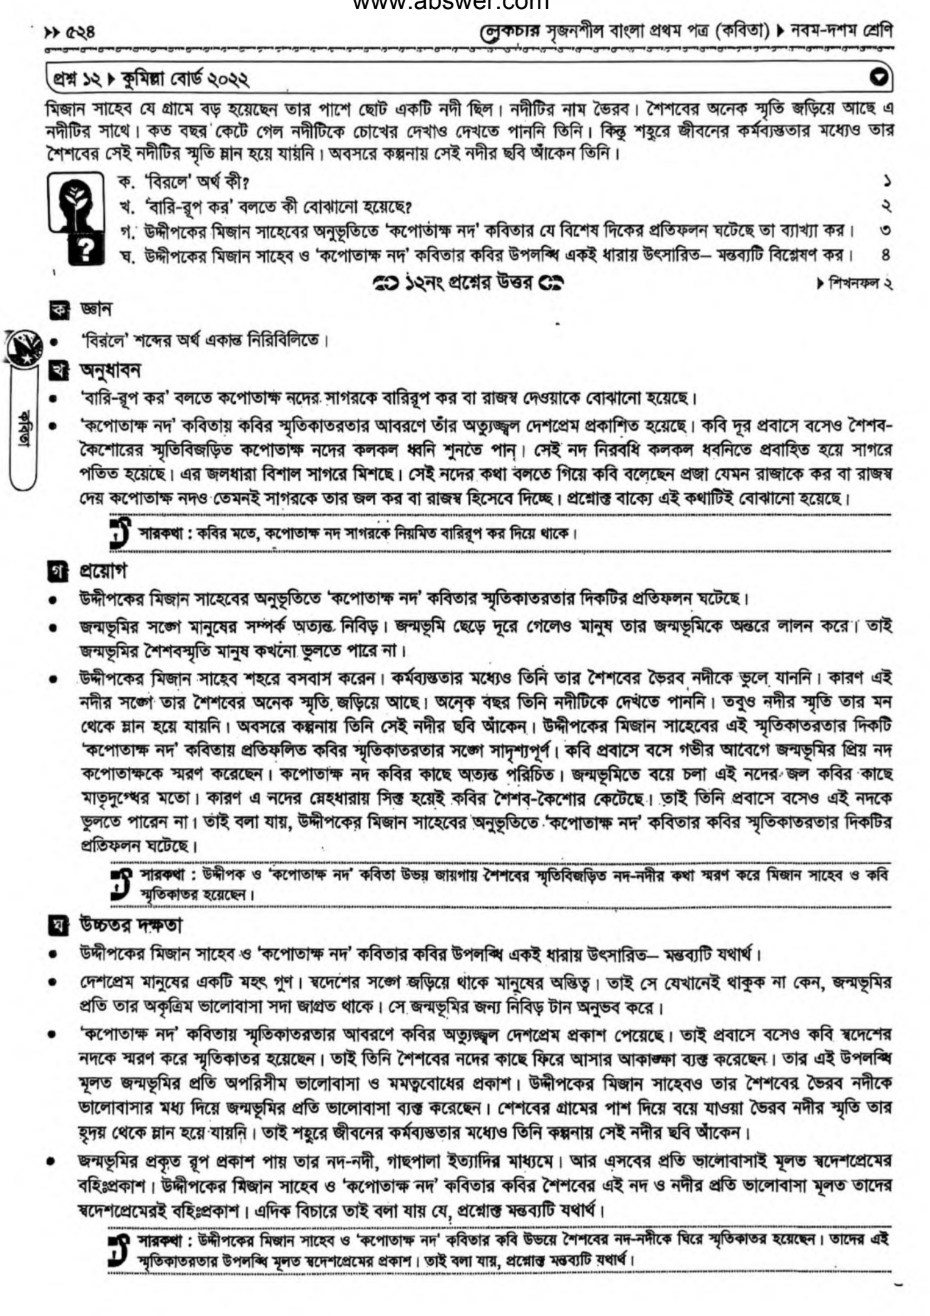 www.abswer.com
▸▸ ৫২৪
লেকচার সৃজনশীল বাংলা প্রথম পত্র (কবিতা) ▸ নবম-দশম শ্রেণি
প্রশ্ন ১২ ▸ কুমিল্লা বোর্ড ২০২২
মিজান সাহেব যে গ্রামে বড় হয়েছেন তার পাশে ছোট একটি নদী ছিল। নদীটির নাম ভৈরব। শৈশবের অনেক স্মৃতি জড়িয়ে আছে এ
নদীটির সাথে। কত বছর কেটে গেল নদীটিকে চোখের দেখাও দেখতে পাননি তিনি। কিন্তু শহুরে জীবনের কর্মব্যস্ততার মধ্যেও তার
শৈশবের সেই নদীটির স্মৃতি ম্লান হয়ে যায়নি। অবসরে কল্পনায় সেই নদীর ছবি আঁকেন তিনি।
ক. ‘বিরলে’ অর্থ কী? ১
খ. ‘বারি-রূপ কর’ বলতে কী বোঝানো হয়েছে? ২
গ. উদ্দীপকের মিজান সাহেবের অনুভূতিতে ‘কপোতাক্ষ নদ’ কবিতার যে বিশেষ দিকের প্রতিফলন ঘটেছে তা ব্যাখ্যা কর। ৩
ঘ. উদ্দীপকের মিজান সাহেব ও ‘কপোতাক্ষ নদ’ কবিতার কবির উপলব্ধি একই ধারায় উৎসারিত– মন্তব্যটি বিশ্লেষণ কর। ৪
১২নং প্রশ্নের উত্তর
▸ শিখনফল ২
ক জ্ঞান
• ‘বিরলে’ শব্দের অর্থ একান্ত নিরিবিলিতে।
খ অনুধাবন
• ‘বারি-রূপ কর’ বলতে কপোতাক্ষ নদের সাগরকে বারিরূপ কর বা রাজস্ব দেওয়াকে বোঝানো হয়েছে।
• ‘কপোতাক্ষ নদ’ কবিতায় কবির স্মৃতিকাতরতার আবরণে তাঁর অত্যুজ্জ্বল দেশপ্রেম প্রকাশিত হয়েছে। কবি দূর প্রবাসে বসেও শৈশব-
কৈশোরের স্মৃতিবিজড়িত কপোতাক্ষ নদের কলকল ধ্বনি শুনতে পান। সেই নদ নিরবধি কলকল ধবনিতে প্রবাহিত হয়ে সাগরে
পতিত হয়েছে। এর জলধারা বিশাল সাগরে মিশছে। সেই নদের কথা বলতে গিয়ে কবি বলেছেন প্রজা যেমন রাজাকে কর বা রাজস্ব
দেয় কপোতাক্ষ নদও তেমনই সাগরকে তার জল কর বা রাজস্ব হিসেবে দিচ্ছে। প্রশ্নোক্ত বাক্যে এই কথাটিই বোঝানো হয়েছে।
সারকথা : কবির মতে, কপোতাক্ষ নদ সাগরকে নিয়মিত বারিরূপ কর দিয়ে থাকে।
গ প্রয়োগ
• উদ্দীপকের মিজান সাহেবের অনুভূতিতে ‘কপোতাক্ষ নদ’ কবিতার স্মৃতিকাতরতার দিকটির প্রতিফলন ঘটেছে।
• জন্মভূমির সঙ্গে মানুষের সম্পর্ক অত্যন্ত নিবিড়। জন্মভূমি ছেড়ে দূরে গেলেও মানুষ তার জন্মভূমিকে অন্তরে লালন করে। তাই
জন্মভূমির শৈশবস্মৃতি মানুষ কখনো ভুলতে পারে না।
• উদ্দীপকের মিজান সাহেব শহরে বসবাস করেন। কর্মব্যস্ততার মধ্যেও তিনি তার শৈশবের ভৈরব নদীকে ভুলে যাননি। কারণ এই
নদীর সঙ্গে তার শৈশবের অনেক স্মৃতি জড়িয়ে আছে। অনেক বছর তিনি নদীটিকে দেখতে পাননি। তবুও নদীর স্মৃতি তার মন
থেকে ম্লান হয়ে যায়নি। অবসরে কল্পনায় তিনি সেই নদীর ছবি আঁকেন। উদ্দীপকের মিজান সাহেবের এই স্মৃতিকাতরতার দিকটি
‘কপোতাক্ষ নদ’ কবিতায় প্রতিফলিত কবির স্মৃতিকাতরতার সঙ্গে সাদৃশ্যপূর্ণ। কবি প্রবাসে বসে গভীর আবেগে জন্মভূমির প্রিয় নদ
কপোতাক্ষকে স্মরণ করেছেন। কপোতাক্ষ নদ কবির কাছে অত্যন্ত পরিচিত। জন্মভূমিতে বয়ে চলা এই নদের জল কবির কাছে
মাতৃদুগ্ধের মতো। কারণ এ নদের স্নেহধারায় সিক্ত হয়েই কবির শৈশব-কৈশোর কেটেছে। তাই তিনি প্রবাসে বসেও এই নদকে
ভুলতে পারেন না। তাই বলা যায়, উদ্দীপকের মিজান সাহেবের অনুভূতিতে ‘কপোতাক্ষ নদ’ কবিতার কবির স্মৃতিকাতরতার দিকটির
প্রতিফলন ঘটেছে।
সারকথা : উদ্দীপক ও ‘কপোতাক্ষ নদ’ কবিতা উভয় জায়গায় শৈশবের স্মৃতিবিজড়িত নদ-নদীর কথা স্মরণ করে মিজান সাহেব ও কবি
স্মৃতিকাতর হয়েছেন।
ঘ উচ্চতর দক্ষতা
• উদ্দীপকের মিজান সাহেব ও ‘কপোতাক্ষ নদ’ কবিতার কবির উপলব্ধি একই ধারায় উৎসারিত– মন্তব্যটি যথার্থ।
• দেশপ্রেম মানুষের একটি মহৎ গুণ। স্বদেশের সঙ্গে জড়িয়ে থাকে মানুষের অস্তিত্ব। তাই সে যেখানেই থাকুক না কেন, জন্মভূমির
প্রতি তার অকৃত্রিম ভালোবাসা সদা জাগ্রত থাকে। সে জন্মভূমির জন্য নিবিড় টান অনুভব করে।
• ‘কপোতাক্ষ নদ’ কবিতায় স্মৃতিকাতরতার আবরণে কবির অত্যুজ্জ্বল দেশপ্রেম প্রকাশ পেয়েছে। তাই প্রবাসে বসেও কবি স্বদেশের
নদকে স্মরণ করে স্মৃতিকাতর হয়েছেন। তাই তিনি শৈশবের নদের কাছে ফিরে আসার আকাঙ্ক্ষা ব্যক্ত করেছেন। তার এই উপলব্ধি
মূলত জন্মভূমির প্রতি অপরিসীম ভালোবাসা ও মমত্ববোধের প্রকাশ। উদ্দীপকের মিজান সাহেবও তার শৈশবের ভৈরব নদীকে
ভালোবাসার মধ্য দিয়ে জন্মভূমির প্রতি ভালোবাসা ব্যক্ত করেছেন। শেশবের গ্রামের পাশ দিয়ে বয়ে যাওয়া ভৈরব নদীর স্মৃতি তার
হৃদয় থেকে ম্লান হয়ে যায়নি। তাই শহুরে জীবনের কর্মব্যস্ততার মধ্যেও তিনি কল্পনায় সেই নদীর ছবি আঁকেন।
• জন্মভূমির প্রকৃত রূপ প্রকাশ পায় তার নদ-নদী, গাছপালা ইত্যাদির মাধ্যমে। আর এসবের প্রতি ভালোবাসাই মূলত স্বদেশপ্রেমের
বহিঃপ্রকাশ। উদ্দীপকের মিজান সাহেব ও ‘কপোতাক্ষ নদ’ কবিতার কবির শৈশবের এই নদ ও নদীর প্রতি ভালোবাসা মূলত তাদের
স্বদেশপ্রেমেরই বহিঃপ্রকাশ। এদিক বিচারে তাই বলা যায় যে, প্রশ্নোক্ত মন্তব্যটি যথার্থ।
সারকথা : উদ্দীপকের মিজান সাহেব ও ‘কপোতাক্ষ নদ’ কবিতার কবি উভয়ে শৈশবের নদ-নদীকে ঘিরে স্মৃতিকাতর হয়েছেন। তাদের এই
স্মৃতিকাতরতার উপলব্ধি মূলত স্বদেশপ্রেমের প্রকাশ। তাই বলা যায়, প্রশ্নোক্ত মন্তব্যটি যথার্থ।
কবিতা